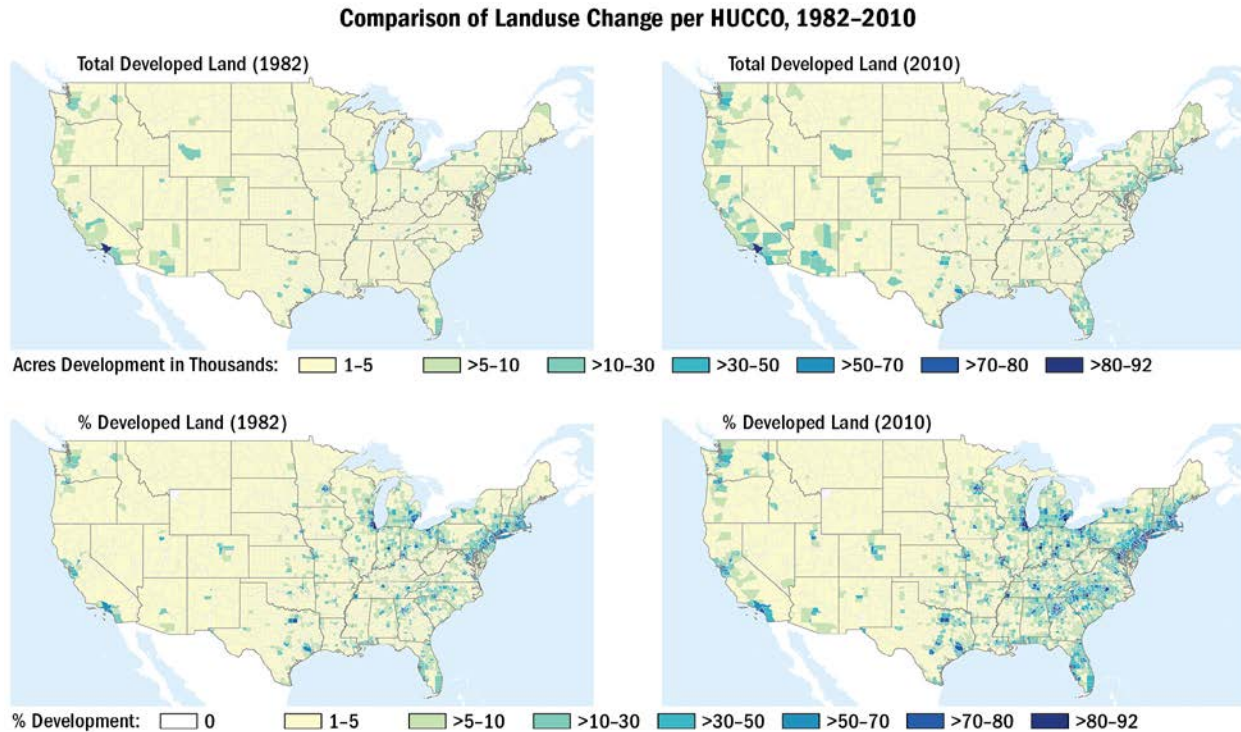 Comparison of Landuse Change per HUCCO, 1982–2010
Total Developed Land (1982)
Total Developed Land (2010)
Acres Development in Thousands: 1–5 >5–10 >10–30 >30–50 >50–70 >70–80 >80–92
% Developed Land (1982)
% Developed Land (2010)
% Development: 0 1–5 >5–10 >10–30 >30–50 >50–70 >70–80 >80–92